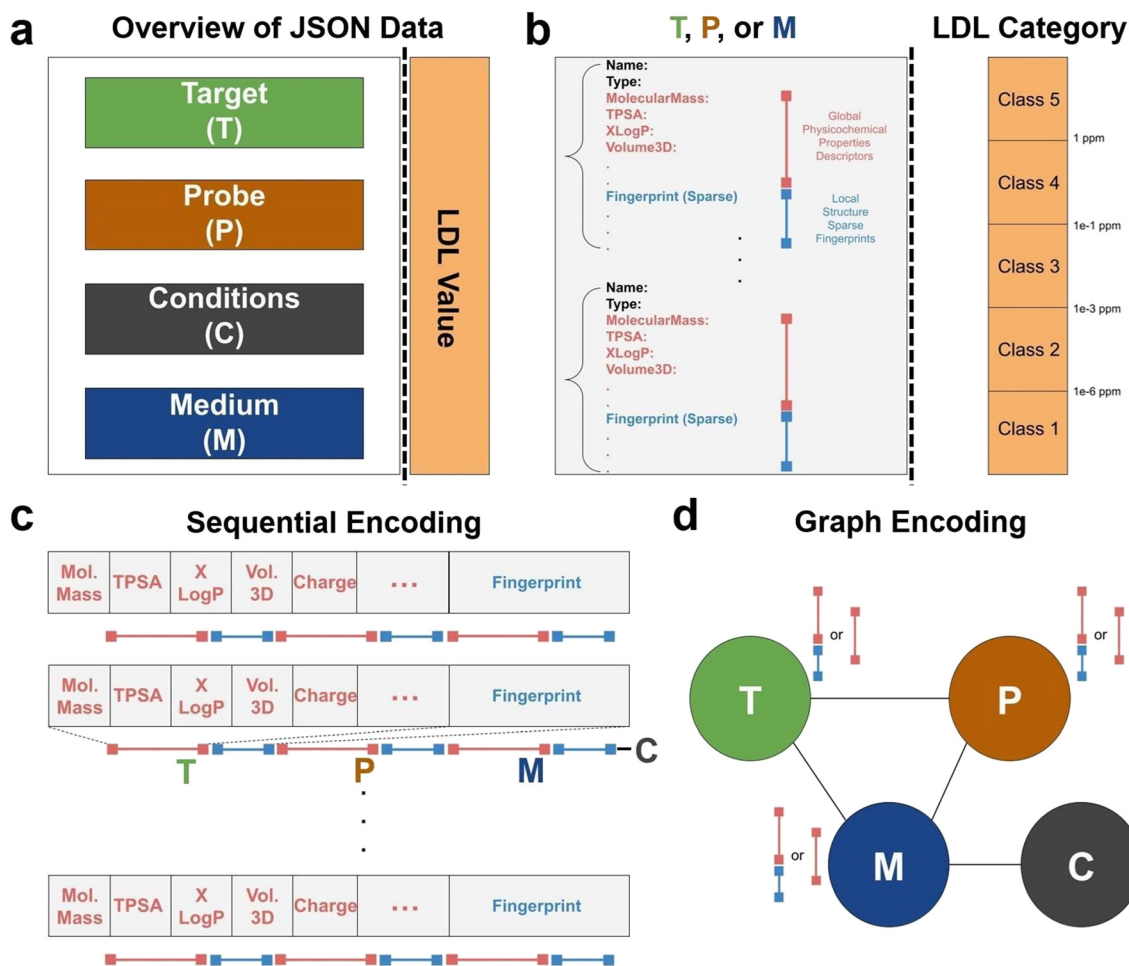 a
Overview of JSON Data
Target
(T)
Probe
(P)
Conditions
(C)
Medium
(M)
LDL Value
b
T, P, or M
LDL Category
Name:
Type:
MolecularMass:
TPSA:
XLogP:
Volume3D:
.
.
Fingerprint (Sparse)
.
.
.
Global
Physicochemical
Properties
Descriptors
Local
Structure
Sparse
Fingerprints
.
.
.
Name:
Type:
MolecularMass:
TPSA:
XLogP:
Volume3D:
.
.
Fingerprint (Sparse)
.
.
.
Class 5
1 ppm
Class 4
1e-1 ppm
Class 3
1e-3 ppm
Class 2
1e-6 ppm
Class 1
c
Sequential Encoding
Mol.
Mass
TPSA
X
LogP
Vol.
3D
Charge
...
Fingerprint
Mol.
Mass
TPSA
X
LogP
Vol.
3D
Charge
...
Fingerprint
T
P
M
C
.
.
.
Mol.
Mass
TPSA
X
LogP
Vol.
3D
Charge
...
Fingerprint
d
Graph Encoding
or
or
T
P
or
M
C